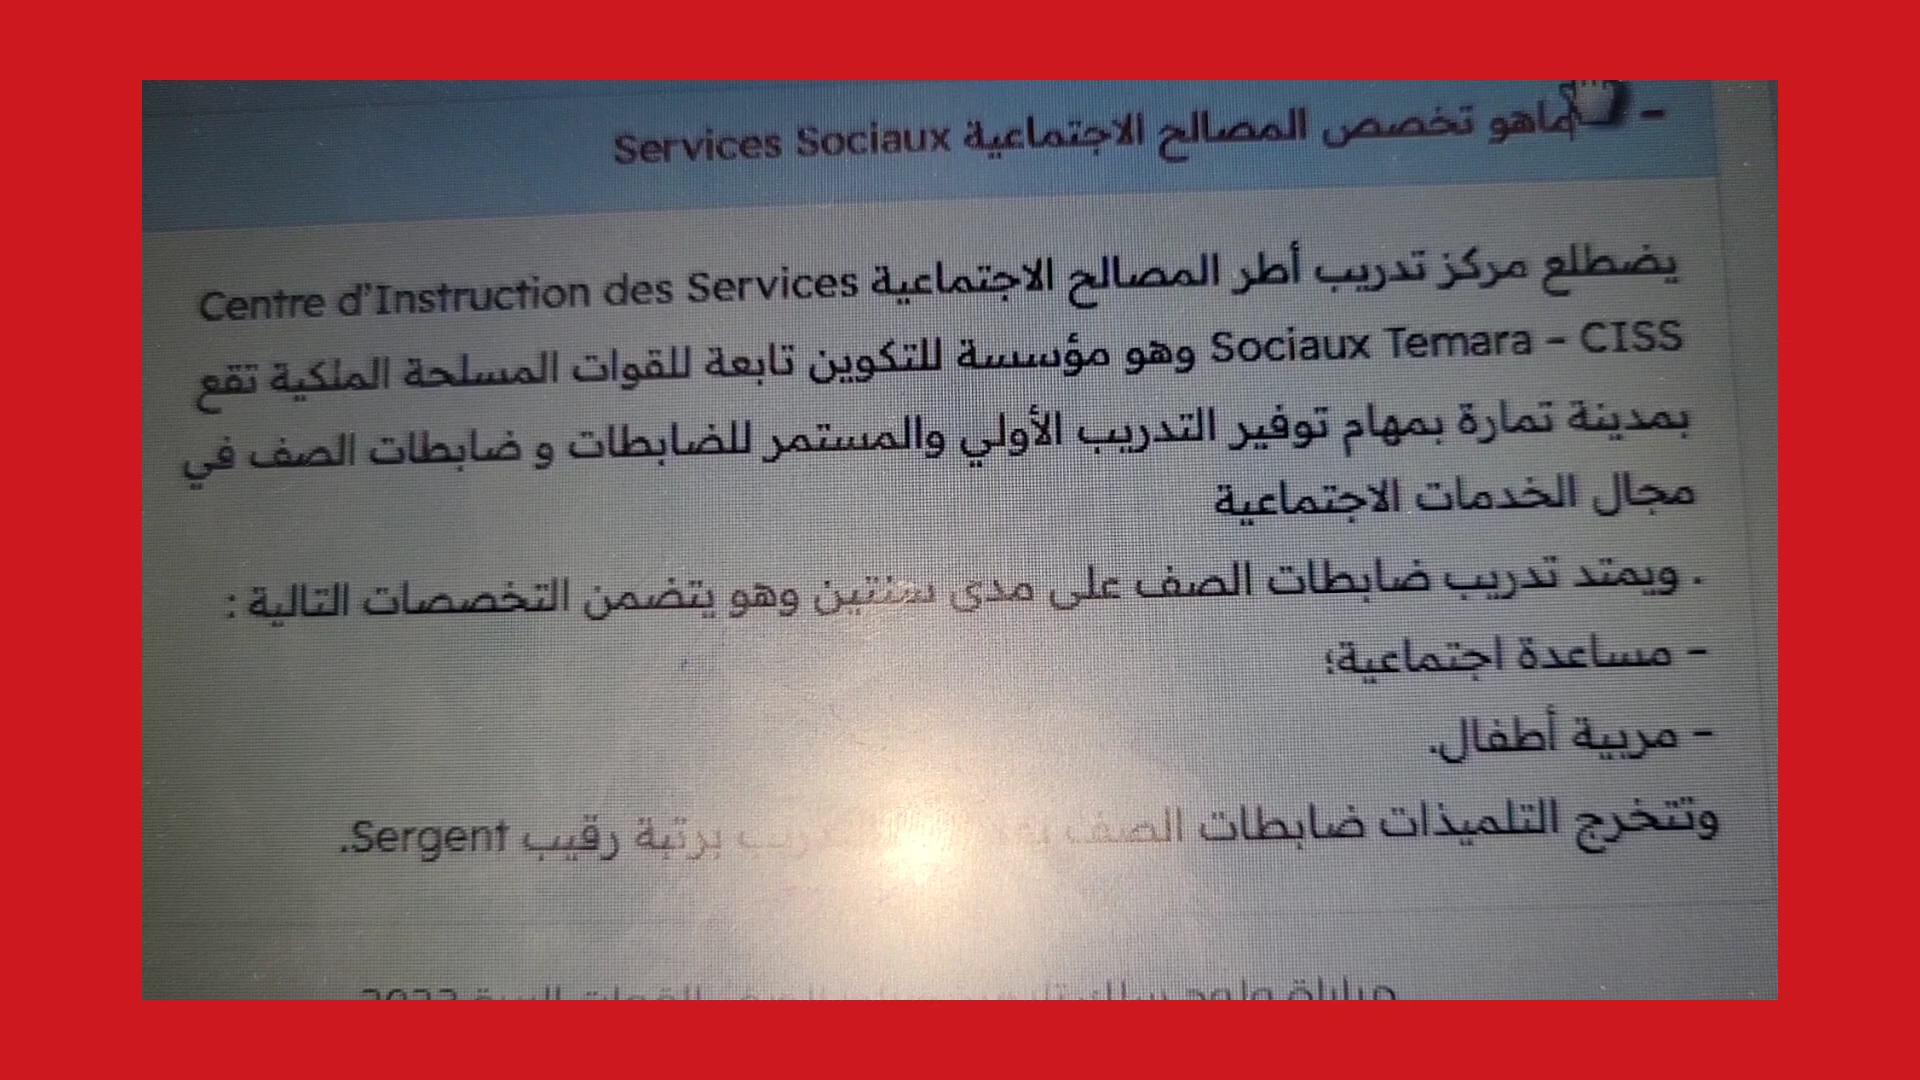 - ماهو تخصص المصالح الاجتماعية Services Sociaux
يضطلع مركز تدريب أطر المصالح الاجتماعية Centre d'Instruction des Services
Sociaux Temara - CISS وهو مؤسسة للتكوين تابعة للقوات المسلحة الملكية تقع
بمدينة تمارة بمهام توفير التدريب الأولي والمستمر للضابطات و ضابطات الصف في
مجال الخدمات الاجتماعية
. ويمتد تدريب ضابطات الصف على مدى سنتين وهو يتضمن التخصصات التالية :
- مساعدة اجتماعية؛
- مربية أطفال.
وتتخرج التلميذات ضابطات الصف برتبة رقيب Sergent.